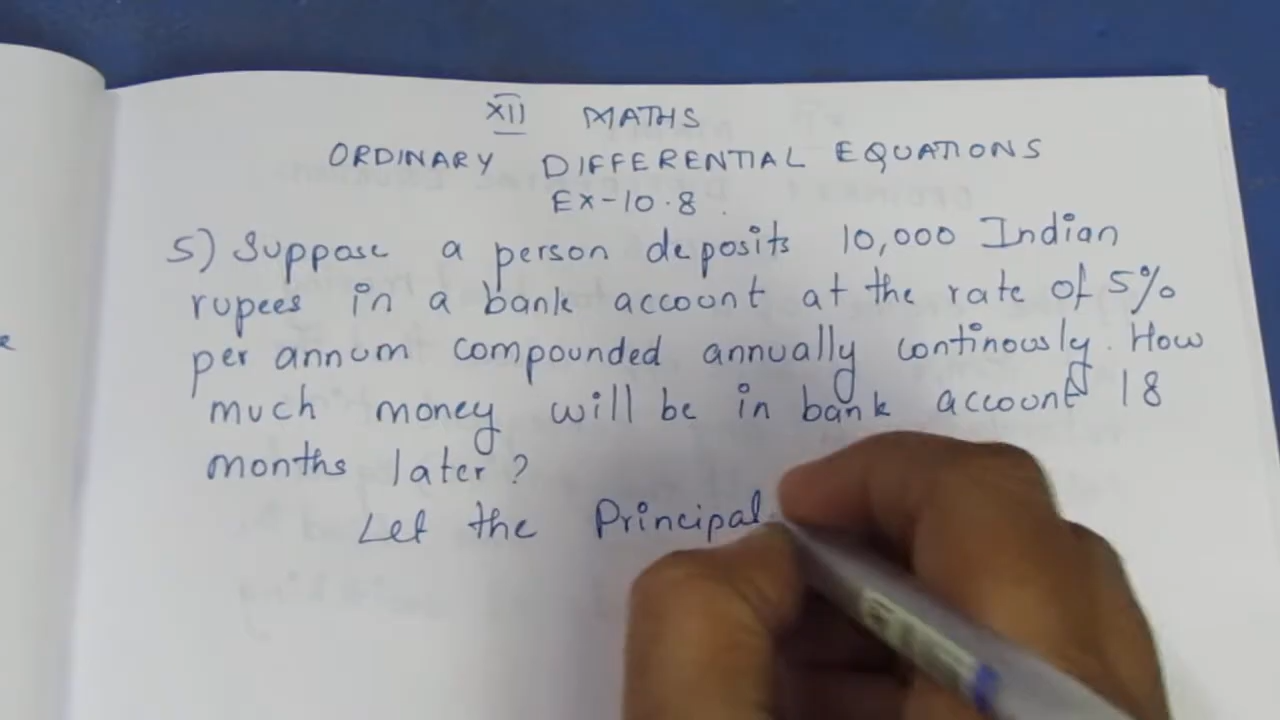 XII MATHS
ORDINARY DIFFERENTIAL EQUATIONS
EX-10.8
5) Suppose a person deposits 10,000 Indian
rupees in a bank account at the rate of 5%
per annum compounded annually continously. How
much money will be in bank account 18
months later?
Let the Principal